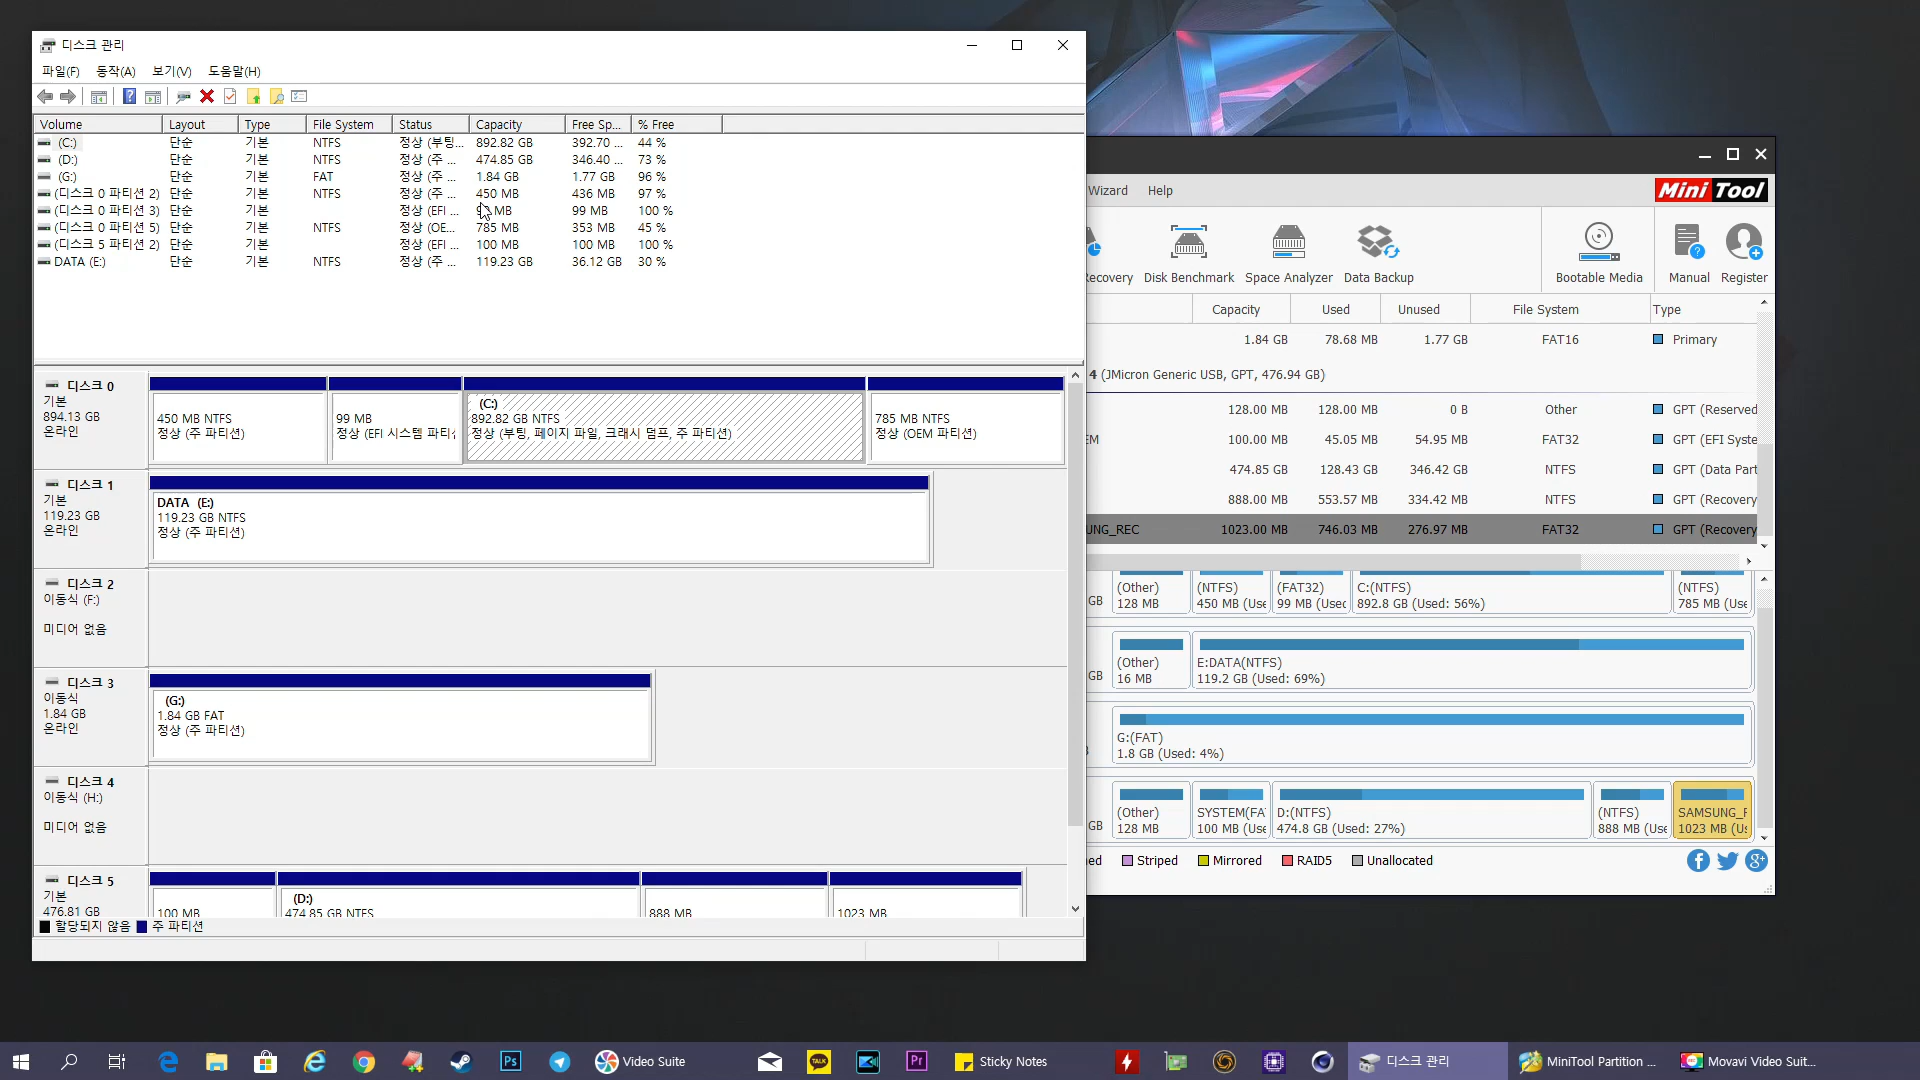 디스크 관리
파일(F) 동작(A) 보기(V) 도움말(H)
Volume Layout Type File System Status Capacity Free Sp... % Free
(C:) 단순 기본 NTFS 정상 (부팅... 892.82 GB 392.70 ... 44 %
(D:) 단순 기본 NTFS 정상 (주 ... 474.85 GB 346.40 ... 73 %
(G:) 단순 기본 FAT 정상 (주 ... 1.84 GB 1.77 GB 96 %
(디스크 0 파티션 2) 단순 기본 NTFS 정상 (주 ... 450 MB 436 MB 97 %
(디스크 0 파티션 3) 단순 기본 정상 (EFI ... MB 99 MB 100 %
(디스크 0 파티션 5) 단순 기본 NTFS 정상 (OE... 785 MB 353 MB 45 %
(디스크 5 파티션 2) 단순 기본 정상 (EFI ... 100 MB 100 MB 100 %
DATA (E:) 단순 기본 NTFS 정상 (주 ... 119.23 GB 36.12 GB 30 %
디스크 0
기본
894.13 GB
온라인
450 MB NTFS
정상 (주 파티션)
99 MB
정상 (EFI 시스템 파티
(C:)
892.82 GB NTFS
정상 (부팅, 페이지 파일, 크래시 덤프, 주 파티션)
785 MB NTFS
정상 (OEM 파티션)
디스크 1
기본
119.23 GB
온라인
DATA (E:)
119.23 GB NTFS
정상 (주 파티션)
디스크 2
이동식 (F:)
미디어 없음
디스크 3
이동식
1.84 GB
온라인
(G:)
1.84 GB FAT
정상 (주 파티션)
디스크 4
이동식 (H:)
미디어 없음
디스크 5
기본
476.81 GB
100 MB
(D:)
474.85 GB NTFS
888 MB
1023 MB
할당되지 않음 주 파티션
Wizard Help
Mini Tool
ecovery Disk Benchmark Space Analyzer Data Backup Bootable Media Manual Register
Capacity Used Unused File System Type
1.84 GB 78.68 MB 1.77 GB FAT16 Primary
4 (JMicron Generic USB, GPT, 476.94 GB)
128.00 MB 128.00 MB 0 B Other GPT (Reserved
EM 100.00 MB 45.05 MB 54.95 MB FAT32 GPT (EFI Syste
474.85 GB 128.43 GB 346.42 GB NTFS GPT (Data Part
888.00 MB 553.57 MB 334.42 MB NTFS GPT (Recovery
UNG_REC 1023.00 MB 746.03 MB 276.97 MB FAT32 GPT (Recovery
GB
(Other)
128 MB
(NTFS)
450 MB (Use
(FAT32)
99 MB (Used
C:(NTFS)
892.8 GB (Used: 56%)
(NTFS)
785 MB (Use
GB
(Other)
16 MB
E:DATA(NTFS)
119.2 GB (Used: 69%)
G:(FAT)
1.8 GB (Used: 4%)
GB
(Other)
128 MB
SYSTEM(FA
100 MB (Use
D:(NTFS)
474.8 GB (Used: 27%)
(NTFS)
888 MB (Use
SAMSUNG_F
1023 MB (Us
ed Striped Mirrored RAID5 Unallocated
Ps Video Suite TALK Pr Sticky Notes 디스크 관리 MiniTool Partition ... Movavi Video Suit...